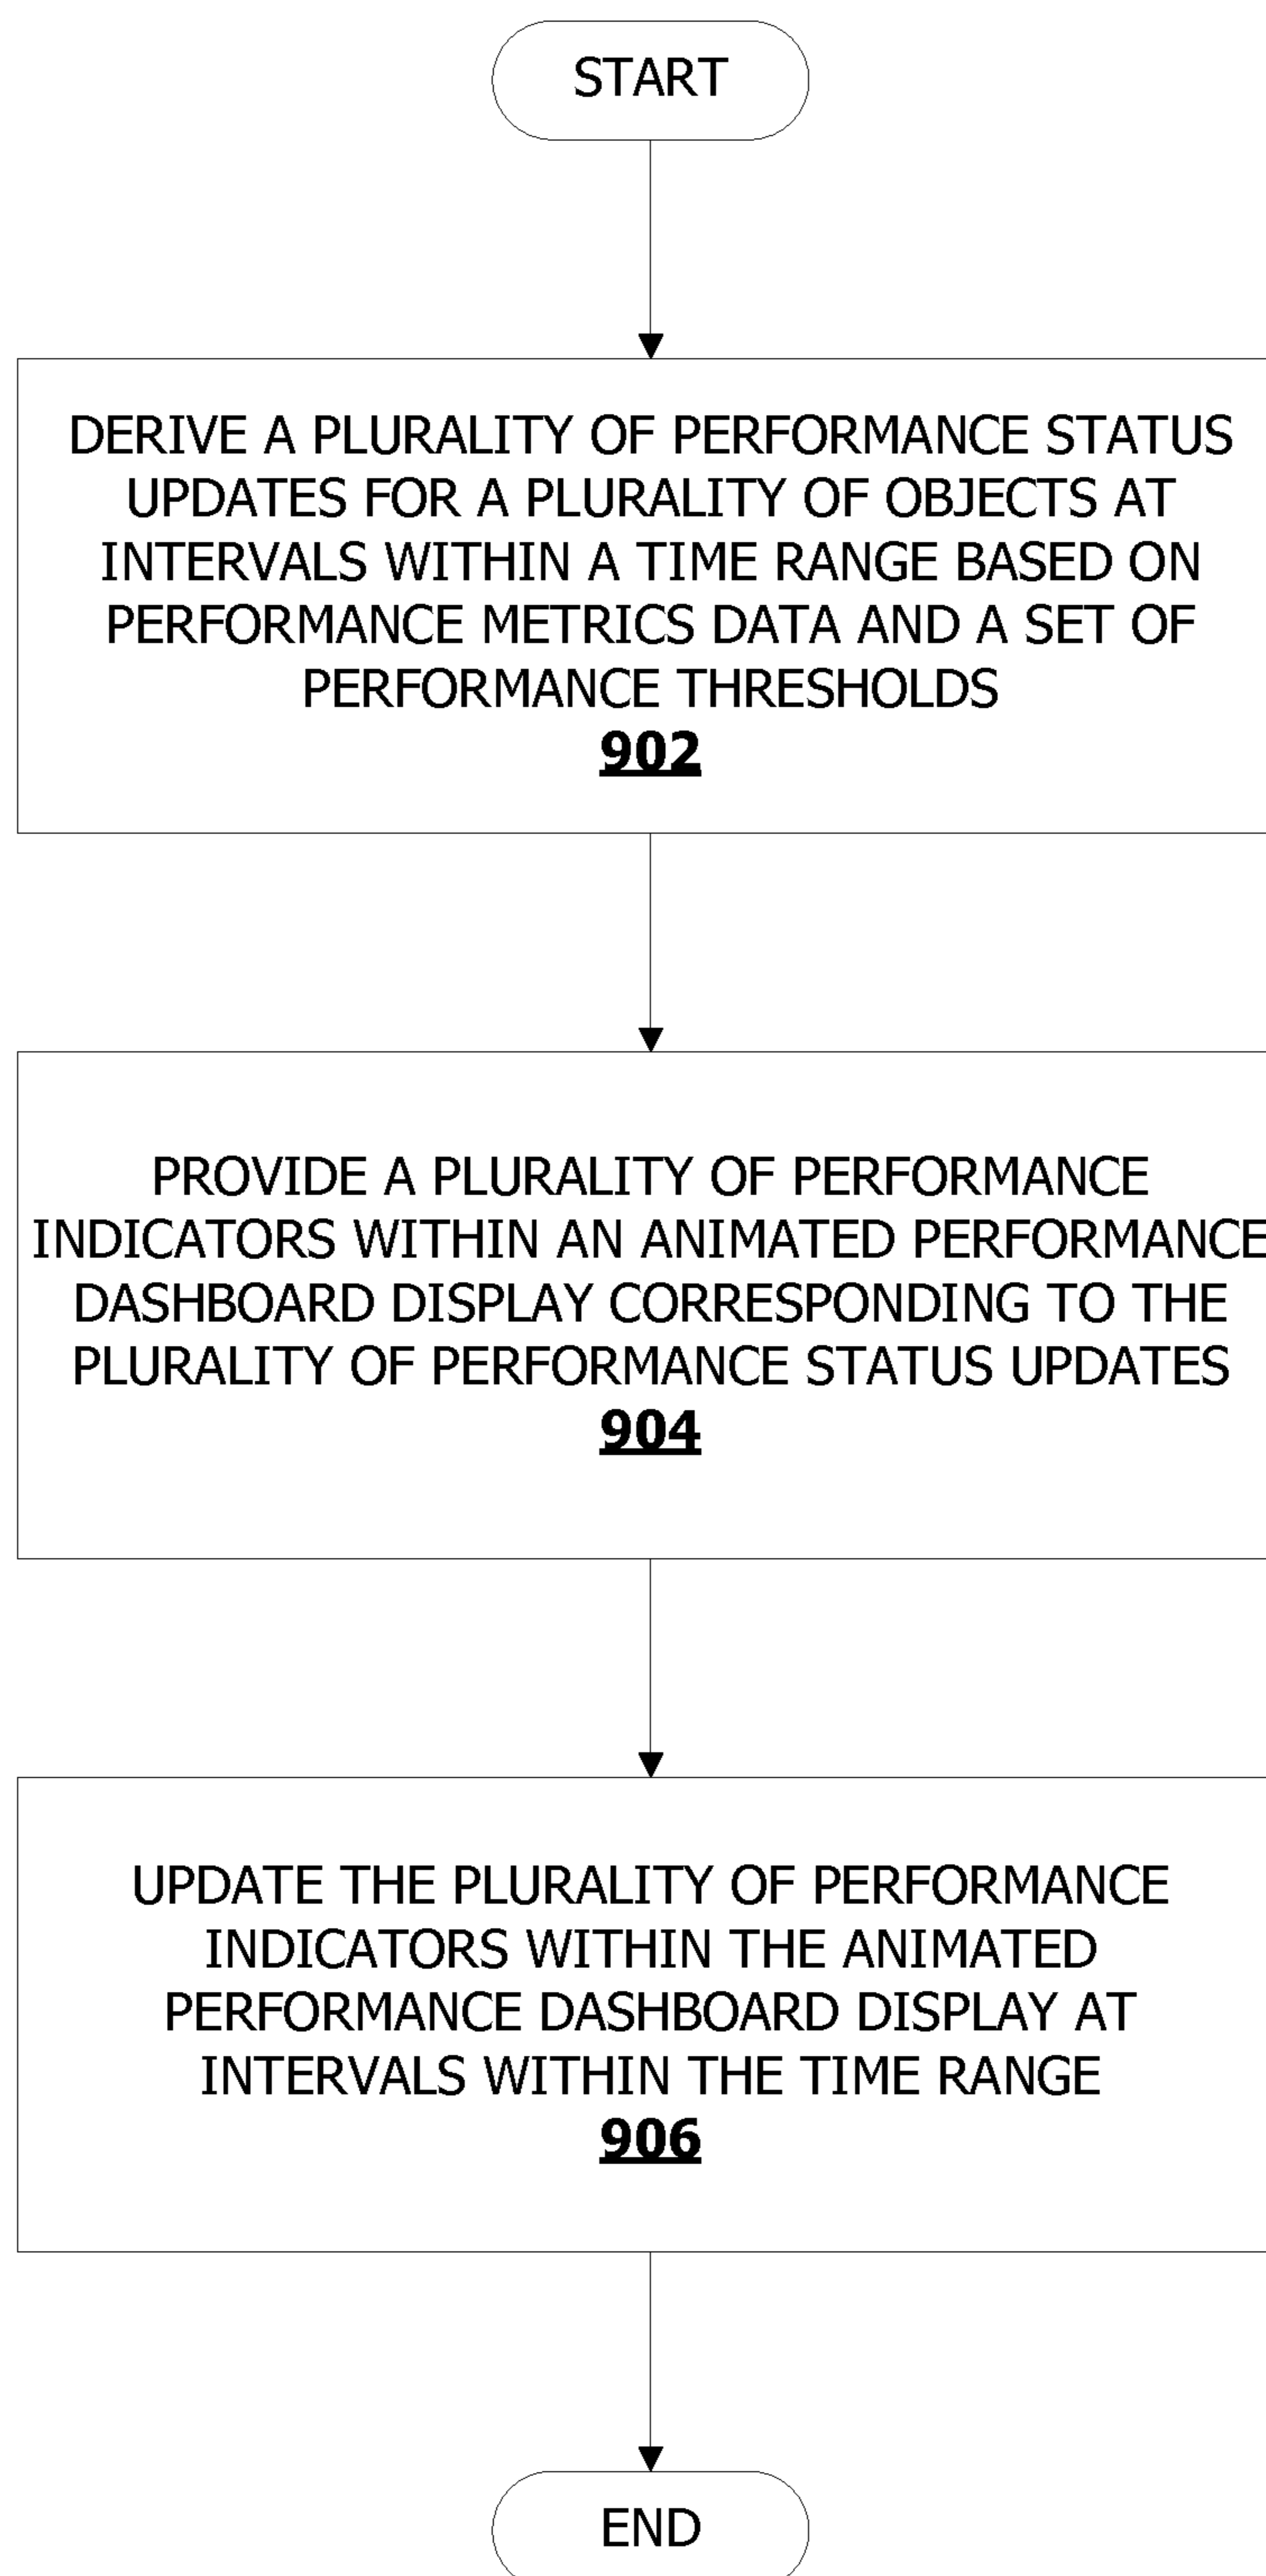 START
DERIVE A PLURALITY OF PERFORMANCE STATUS
UPDATES FOR A PLURALITY OF OBJECTS AT
INTERVALS WITHIN A TIME RANGE BASED ON
PERFORMANCE METRICS DATA AND A SET OF
PERFORMANCE THRESHOLDS
902
PROVIDE A PLURALITY OF PERFORMANCE
INDICATORS WITHIN AN ANIMATED PERFORMANCE
DASHBOARD DISPLAY CORRESPONDING TO THE
PLURALITY OF PERFORMANCE STATUS UPDATES
904
UPDATE THE PLURALITY OF PERFORMANCE
INDICATORS WITHIN THE ANIMATED
PERFORMANCE DASHBOARD DISPLAY AT
INTERVALS WITHIN THE TIME RANGE
906
END